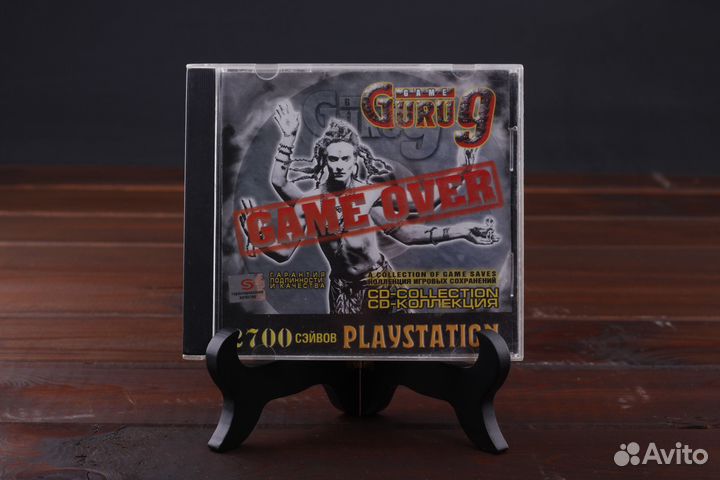 GAME
GURU 9
GAME OVER
ГАРАНТИЯ
ПОДЛИННОСТИ
И КАЧЕСТВА
A COLLECTION OF GAME SAVES
КОЛЛЕКЦИЯ ИГРОВЫХ СОХРАНЕНИЙ
CD-COLLECTION
CD-КОЛЛЕКЦИЯ
2700 СЭЙВОВ PLAYSTATION
Avito